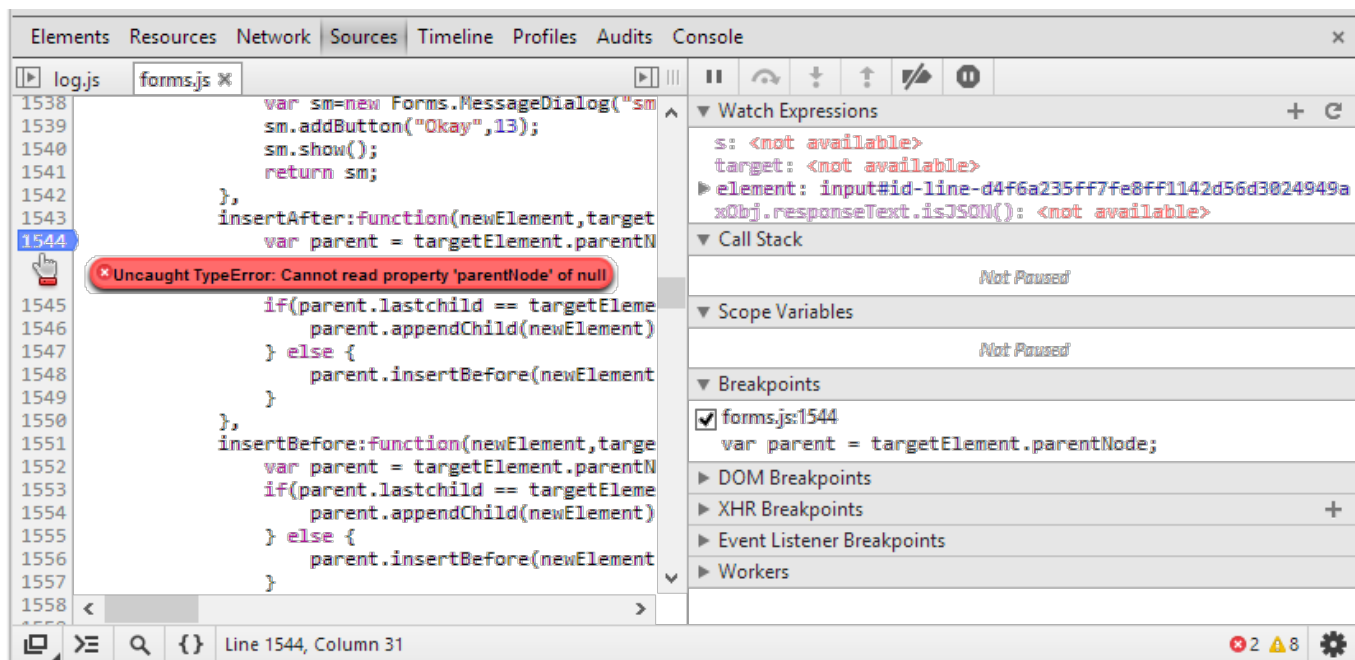 Elements Resources Network Sources Timeline Profiles Audits Console
log.js forms.js
1538 var sm=new Forms.MessageDialog("sm
1539 sm.addButton("Okay",13);
1540 sm.show();
1541 return sm;
1542 },
1543 insertAfter:function(newElement,target
1544 var parent = targetElement.parentN
Uncaught TypeError: Cannot read property 'parentNode' of null
1545 if(parent.lastchild == targetEleme
1546 parent.appendChild(newElement)
1547 } else {
1548 parent.insertBefore(newElement
1549 }
1550 },
1551 insertBefore:function(newElement,targe
1552 var parent = targetElement.parentN
1553 if(parent.lastchild == targetEleme
1554 parent.appendChild(newElement)
1555 } else {
1556 parent.insertBefore(newElement
1557 }
1558
Watch Expressions
s: <not available>
target: <not available>
element: input#id-line-d4f6a235ff7fe8ff1142d56d3024949a
xObj.responseText.isJSON(): <not available>
Call Stack
Not Paused
Scope Variables
Not Paused
Breakpoints
forms.js:1544
var parent = targetElement.parentNode;
DOM Breakpoints
XHR Breakpoints
Event Listener Breakpoints
Workers
{} Line 1544, Column 31
2 8